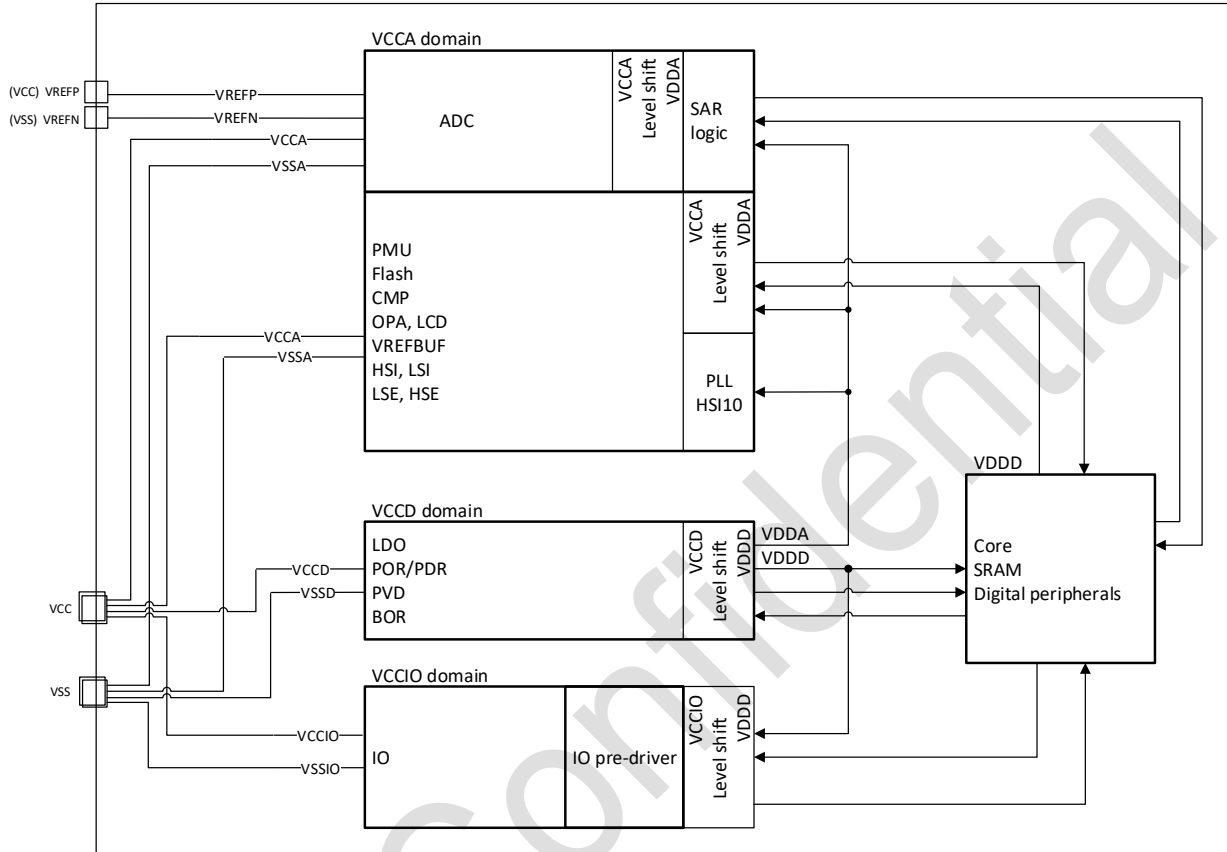 VCCA domain
(VCC) VREFP
VREFP
(VSS) VREFN
VREFN
VCCA
VSSA
ADC
VCCA
Level shift
VDDA
SAR
logic
PMU
Flash
CMP
OPA, LCD
VREFBUF
HSI, LSI
LSE, HSE
VCCA
VSSA
VCCA
Level shift
VDDA
PLL
HSI10
VDDD
Core
SRAM
Digital peripherals
VCCD domain
LDO
POR/PDR
PVD
BOR
VCCD
VSSD
VCCD
Level shift
VDDD
VDDA
VDDD
VCC
VSS
VCCIO domain
VCCIO
VSSIO
IO
IO pre-driver
VCCIO
Level shift
VDDD
Confidential